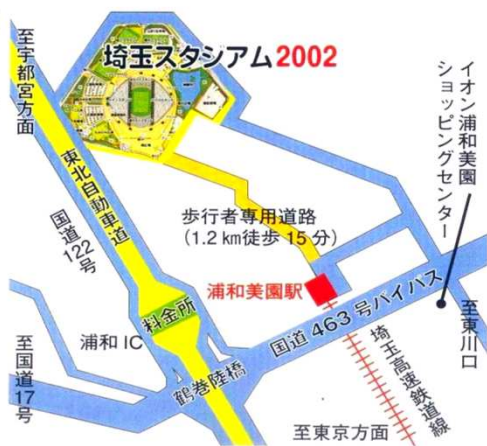 埼玉スタジアム2002
至宇都宮方面
東北自動車道
国道122号
歩行者専用道路
(1.2 km徒歩 15 分)
イオン浦和美園
ショッピングセンター
浦和美園駅
国道 463 号バイパス
料金所
浦和 IC
至国道
17号
鶴巻陸橋
至東川口
埼玉高速鉄道線
至東京方面